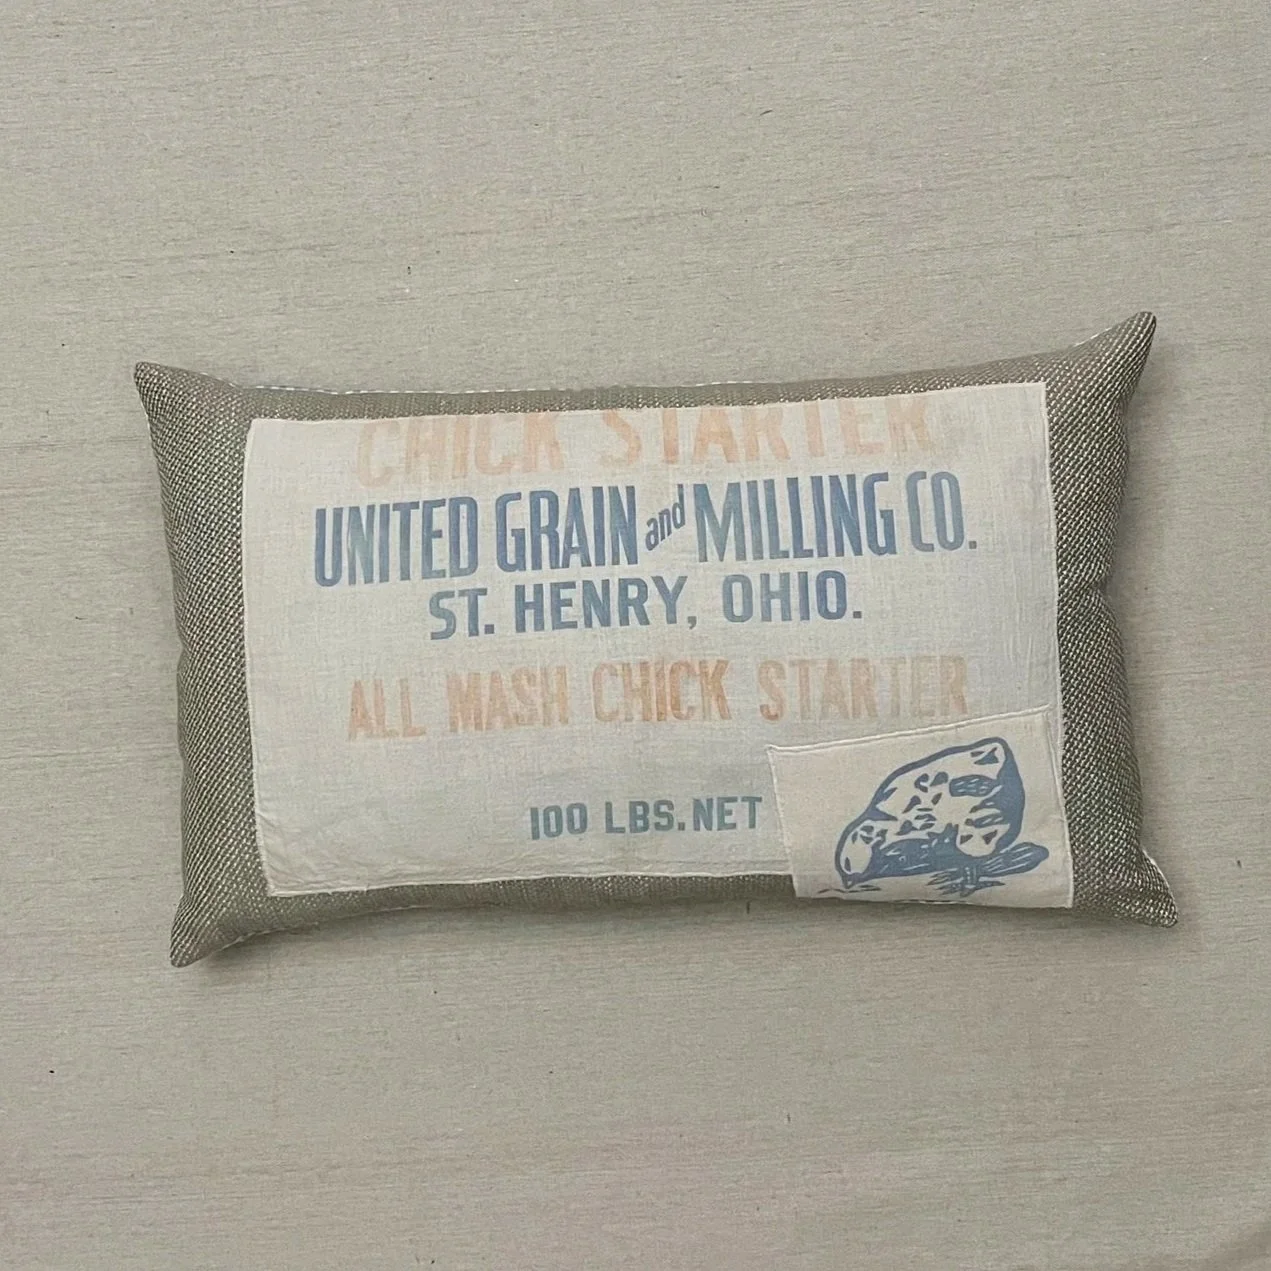 CHICK STARTER
UNITED GRAIN and MILLING CO.
ST. HENRY, OHIO.
ALL MASH CHICK STARTER
100 LBS. NET